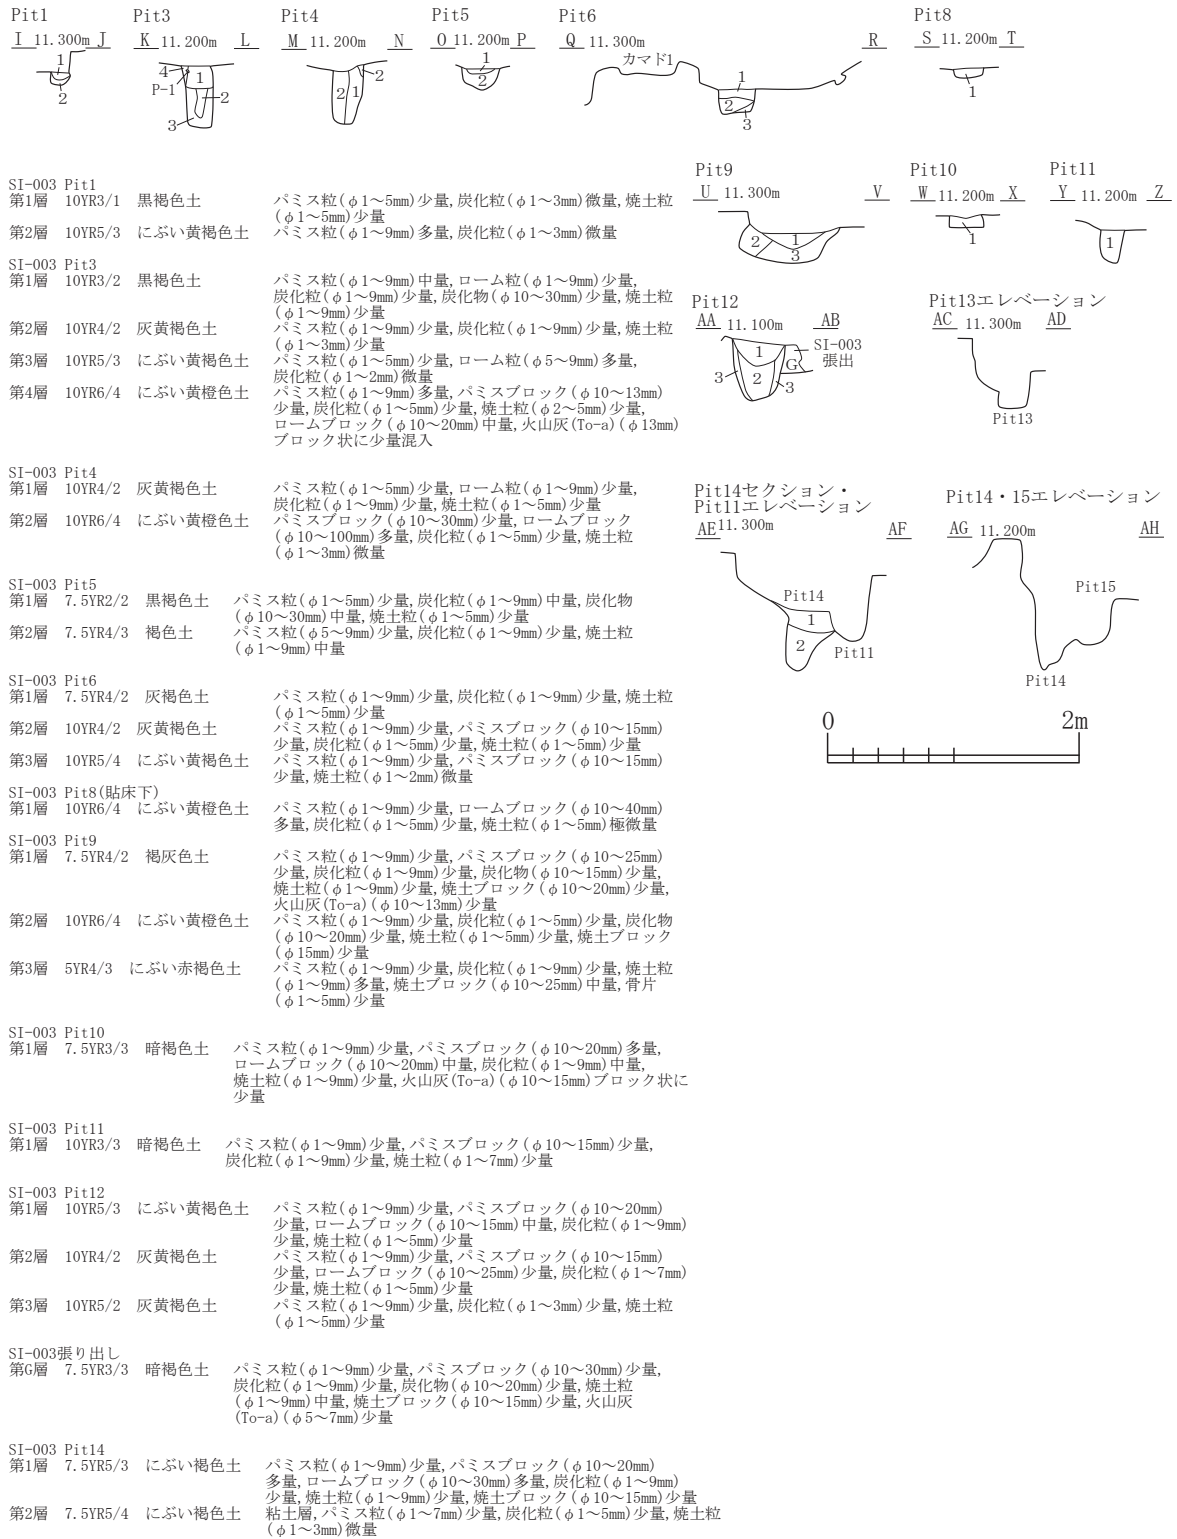 Pit1
I 11.300m J
1
2
Pit3
K 11.200m L
4
1
P-1
2
3
Pit4
M 11.200m N
2
2 1
Pit5
O 11.200m P
1
2
Pit6
Q 11.300m R
カマド1
1
2
3
Pit8
S 11.200m T
1
Pit9
U 11.300m V
2
1
3
Pit10
W 11.200m X
1
Pit11
Y 11.200m Z
1
Pit12
AA 11.100m AB
1
SI-003
張出
G
3
2
3
Pit13エレベーション
AC 11.300m AD
Pit13
Pit14セクション・
Pit11エレベーション
AE 11.300m AF
Pit14
1
2
Pit11
Pit14・15エレベーション
AG 11.200m AH
Pit15
Pit14
0 2m
SI-003 Pit1
第1層 10YR3/1 黒褐色土 パミス粒(φ1～5mm)少量,炭化粒(φ1～3mm)微量,焼土粒
(φ1～5mm)少量
第2層 10YR5/3 にぶい黄褐色土 パミス粒(φ1～9mm)多量,炭化粒(φ1～3mm)微量
SI-003 Pit3
第1層 10YR3/2 黒褐色土 パミス粒(φ1～9mm)中量,ローム粒(φ1～9mm)少量,
炭化粒(φ1～9mm)少量,炭化物(φ10～30mm)少量,焼土粒
(φ1～9mm)少量
第2層 10YR4/2 灰黄褐色土 パミス粒(φ1～9mm)少量,炭化粒(φ1～9mm)少量,焼土粒
(φ1～3mm)少量
第3層 10YR5/3 にぶい黄褐色土 パミス粒(φ1～5mm)少量,ローム粒(φ5～9mm)多量,
炭化粒(φ1～2mm)微量
第4層 10YR6/4 にぶい黄橙色土 パミス粒(φ1～9mm)多量,パミスブロック(φ10～13mm)
少量,炭化粒(φ1～5mm)少量,焼土粒(φ2～5mm)少量,
ロームブロック(φ10～20mm)中量,火山灰(To-a)(φ13mm)
ブロック状に少量混入
SI-003 Pit4
第1層 10YR4/2 灰黄褐色土 パミス粒(φ1～5mm)少量,ローム粒(φ1～9mm)少量,
炭化粒(φ1～9mm)少量,焼土粒(φ1～5mm)少量
第2層 10YR6/4 にぶい黄橙色土 パミスブロック(φ10～30mm)少量,ロームブロック
(φ10～100mm)多量,炭化粒(φ1～5mm)少量,焼土粒
(φ1～3mm)微量
SI-003 Pit5
第1層 7.5YR2/2 黒褐色土 パミス粒(φ1～5mm)少量,炭化粒(φ1～9mm)中量,炭化物
(φ10～30mm)中量,焼土粒(φ1～5mm)少量
第2層 7.5YR4/3 褐色土 パミス粒(φ5～9mm)少量,炭化粒(φ1～9mm)少量,焼土粒
(φ1～9mm)中量
SI-003 Pit6
第1層 7.5YR4/2 灰褐色土 パミス粒(φ1～9mm)少量,炭化粒(φ1～9mm)少量,焼土粒
(φ1～5mm)少量
第2層 10YR4/2 灰黄褐色土 パミス粒(φ1～9mm)少量,パミスブロック(φ10～15mm)
少量,炭化粒(φ1～5mm)少量,焼土粒(φ1～5mm)少量
第3層 10YR5/4 にぶい黄褐色土 パミス粒(φ1～9mm)少量,パミスブロック(φ10～15mm)
少量,焼土粒(φ1～2mm)微量
SI-003 Pit8(貼床下)
第1層 10YR6/4 にぶい黄橙色土 パミス粒(φ1～9mm)少量,ロームブロック(φ10～40mm)
多量,炭化粒(φ1～5mm)少量,焼土粒(φ1～5mm)極微量
SI-003 Pit9
第1層 7.5YR4/2 褐灰色土 パミス粒(φ1～9mm)少量,パミスブロック(φ10～25mm)
少量,炭化粒(φ1～9mm)少量,炭化物(φ10～15mm)少量,
焼土粒(φ1～9mm)少量,焼土ブロック(φ10～20mm)少量,
火山灰(To-a)(φ10～13mm)少量
第2層 10YR6/4 にぶい黄橙色土 パミス粒(φ1～9mm)少量,炭化粒(φ1～5mm)少量,炭化物
(φ10～20mm)少量,焼土粒(φ1～5mm)少量,焼土ブロック
(φ15mm)少量
第3層 5YR4/3 にぶい赤褐色土 パミス粒(φ1～9mm)少量,炭化粒(φ1～9mm)少量,焼土粒
(φ1～9mm)多量,焼土ブロック(φ10～25mm)中量,骨片
(φ1～5mm)少量
SI-003 Pit10
第1層 7.5YR3/3 暗褐色土 パミス粒(φ1～9mm)少量,パミスブロック(φ10～20mm)多量,
ロームブロック(φ10～20mm)中量,炭化粒(φ1～9mm)中量,
焼土粒(φ1～9mm)少量,火山灰(To-a)(φ10～15mm)ブロック状に
少量
SI-003 Pit11
第1層 10YR3/3 暗褐色土 パミス粒(φ1～9mm)少量,パミスブロック(φ10～15mm)少量,
炭化粒(φ1～9mm)少量,焼土粒(φ1～7mm)少量
SI-003 Pit12
第1層 10YR5/3 にぶい黄褐色土 パミス粒(φ1～9mm)少量,パミスブロック(φ10～20mm)
少量,ロームブロック(φ10～15mm)中量,炭化粒(φ1～9mm)
少量,焼土粒(φ1～5mm)少量
第2層 10YR4/2 灰黄褐色土 パミス粒(φ1～9mm)少量,パミスブロック(φ10～15mm)
少量,ロームブロック(φ10～25mm)少量,炭化粒(φ1～7mm)
少量,焼土粒(φ1～5mm)少量
第3層 10YR5/2 灰黄褐色土 パミス粒(φ1～9mm)少量,炭化粒(φ1～3mm)少量,焼土粒
(φ1～5mm)少量
SI-003張り出し
第G層 7.5YR3/3 暗褐色土 パミス粒(φ1～9mm)少量,パミスブロック(φ10～30mm)少量,
炭化粒(φ1～9mm)少量,炭化物(φ10～20mm)少量,焼土粒
(φ1～9mm)中量,焼土ブロック(φ10～15mm)少量,火山灰
(To-a)(φ5～7mm)少量
SI-003 Pit14
第1層 7.5YR5/3 にぶい褐色土 パミス粒(φ1～9mm)少量,パミスブロック(φ10～20mm)
多量,ロームブロック(φ10～30mm)多量,炭化粒(φ1～9mm)
少量,焼土粒(φ1～9mm)少量,焼土ブロック(φ10～15mm)少量
第2層 7.5YR5/4 にぶい褐色土 粘土層,パミス粒(φ1～7mm)少量,炭化粒(φ1～5mm)少量,焼土粒
(φ1～3mm)微量